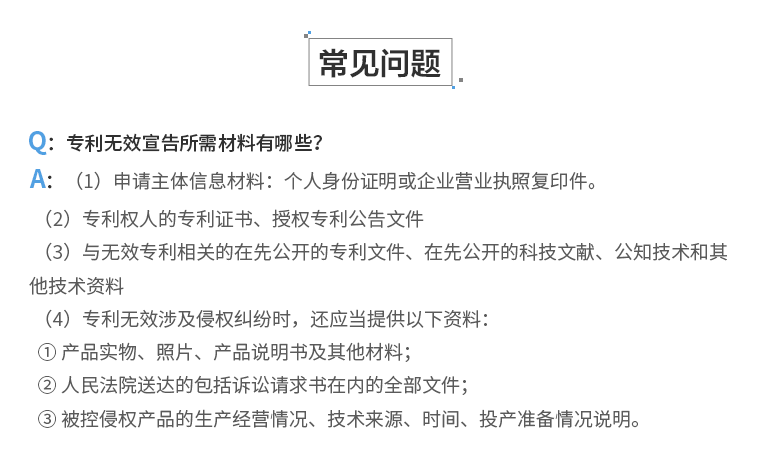 常见问题
Q：专利无效宣告所需材料有哪些？
A：（1）申请主体信息材料：个人身份证明或企业营业执照复印件。
（2）专利权人的专利证书、授权专利公告文件
（3）与无效专利相关的在先公开的专利文件、在先公开的科技文献、公知技术和其
他技术资料
（4）专利无效涉及侵权纠纷时，还应当提供以下资料：
① 产品实物、照片、产品说明书及其他材料；
② 人民法院送达的包括诉讼请求书在内的全部文件；
③ 被控侵权产品的生产经营情况、技术来源、时间、投产准备情况说明。